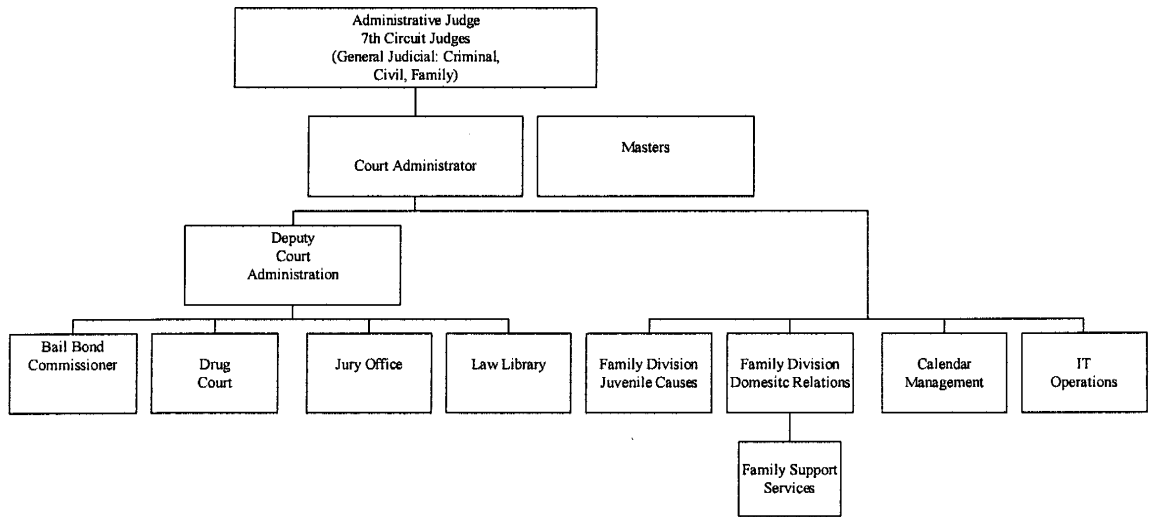 Administrative Judge
7th Circuit Judges
(General Judicial: Criminal,
Civil, Family)
Court Administrator
Masters
Deputy
Court
Administration
Bail Bond
Commissioner
Drug
Court
Jury Office
Law Library
Family Division
Juvenile Causes
Family Division
Domesitc Relations
Calendar
Management
IT
Operations
Family Support
Services